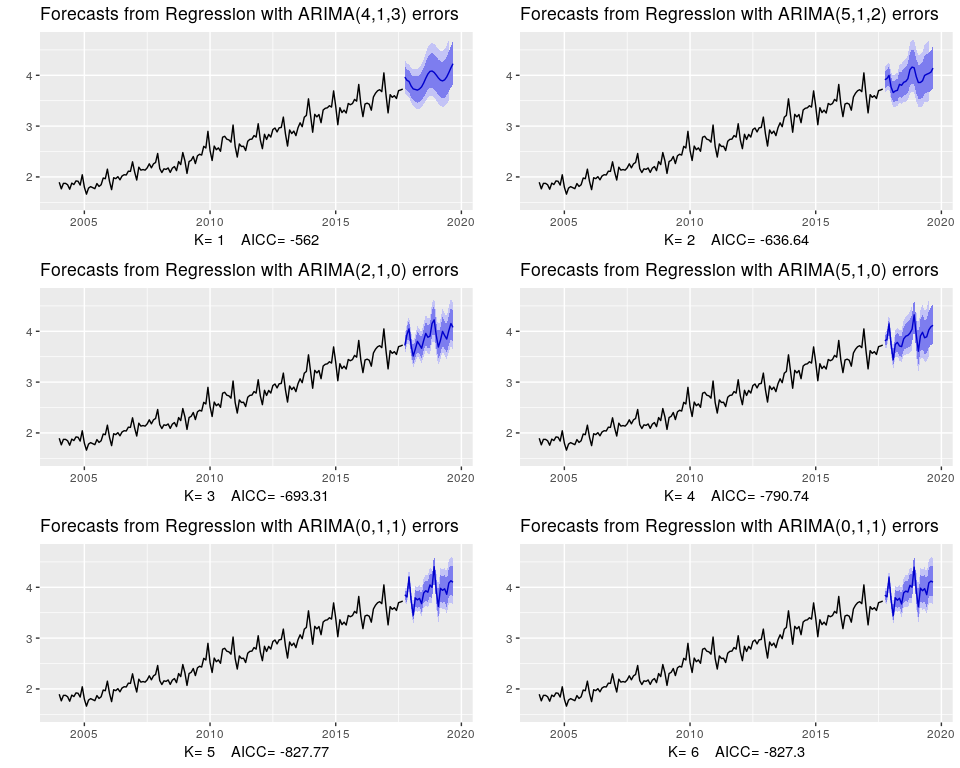 Forecasts from Regression with ARIMA(4,1,3) errors
4
3
2
2005 2010 2015 2020
K= 1 AICC= -562
Forecasts from Regression with ARIMA(5,1,2) errors
4
3
2
2005 2010 2015 2020
K= 2 AICC= -636.64
Forecasts from Regression with ARIMA(2,1,0) errors
4
3
2
2005 2010 2015 2020
K= 3 AICC= -693.31
Forecasts from Regression with ARIMA(5,1,0) errors
4
3
2
2005 2010 2015 2020
K= 4 AICC= -790.74
Forecasts from Regression with ARIMA(0,1,1) errors
4
3
2
2005 2010 2015 2020
K= 5 AICC= -827.77
Forecasts from Regression with ARIMA(0,1,1) errors
4
3
2
2005 2010 2015 2020
K= 6 AICC= -827.3